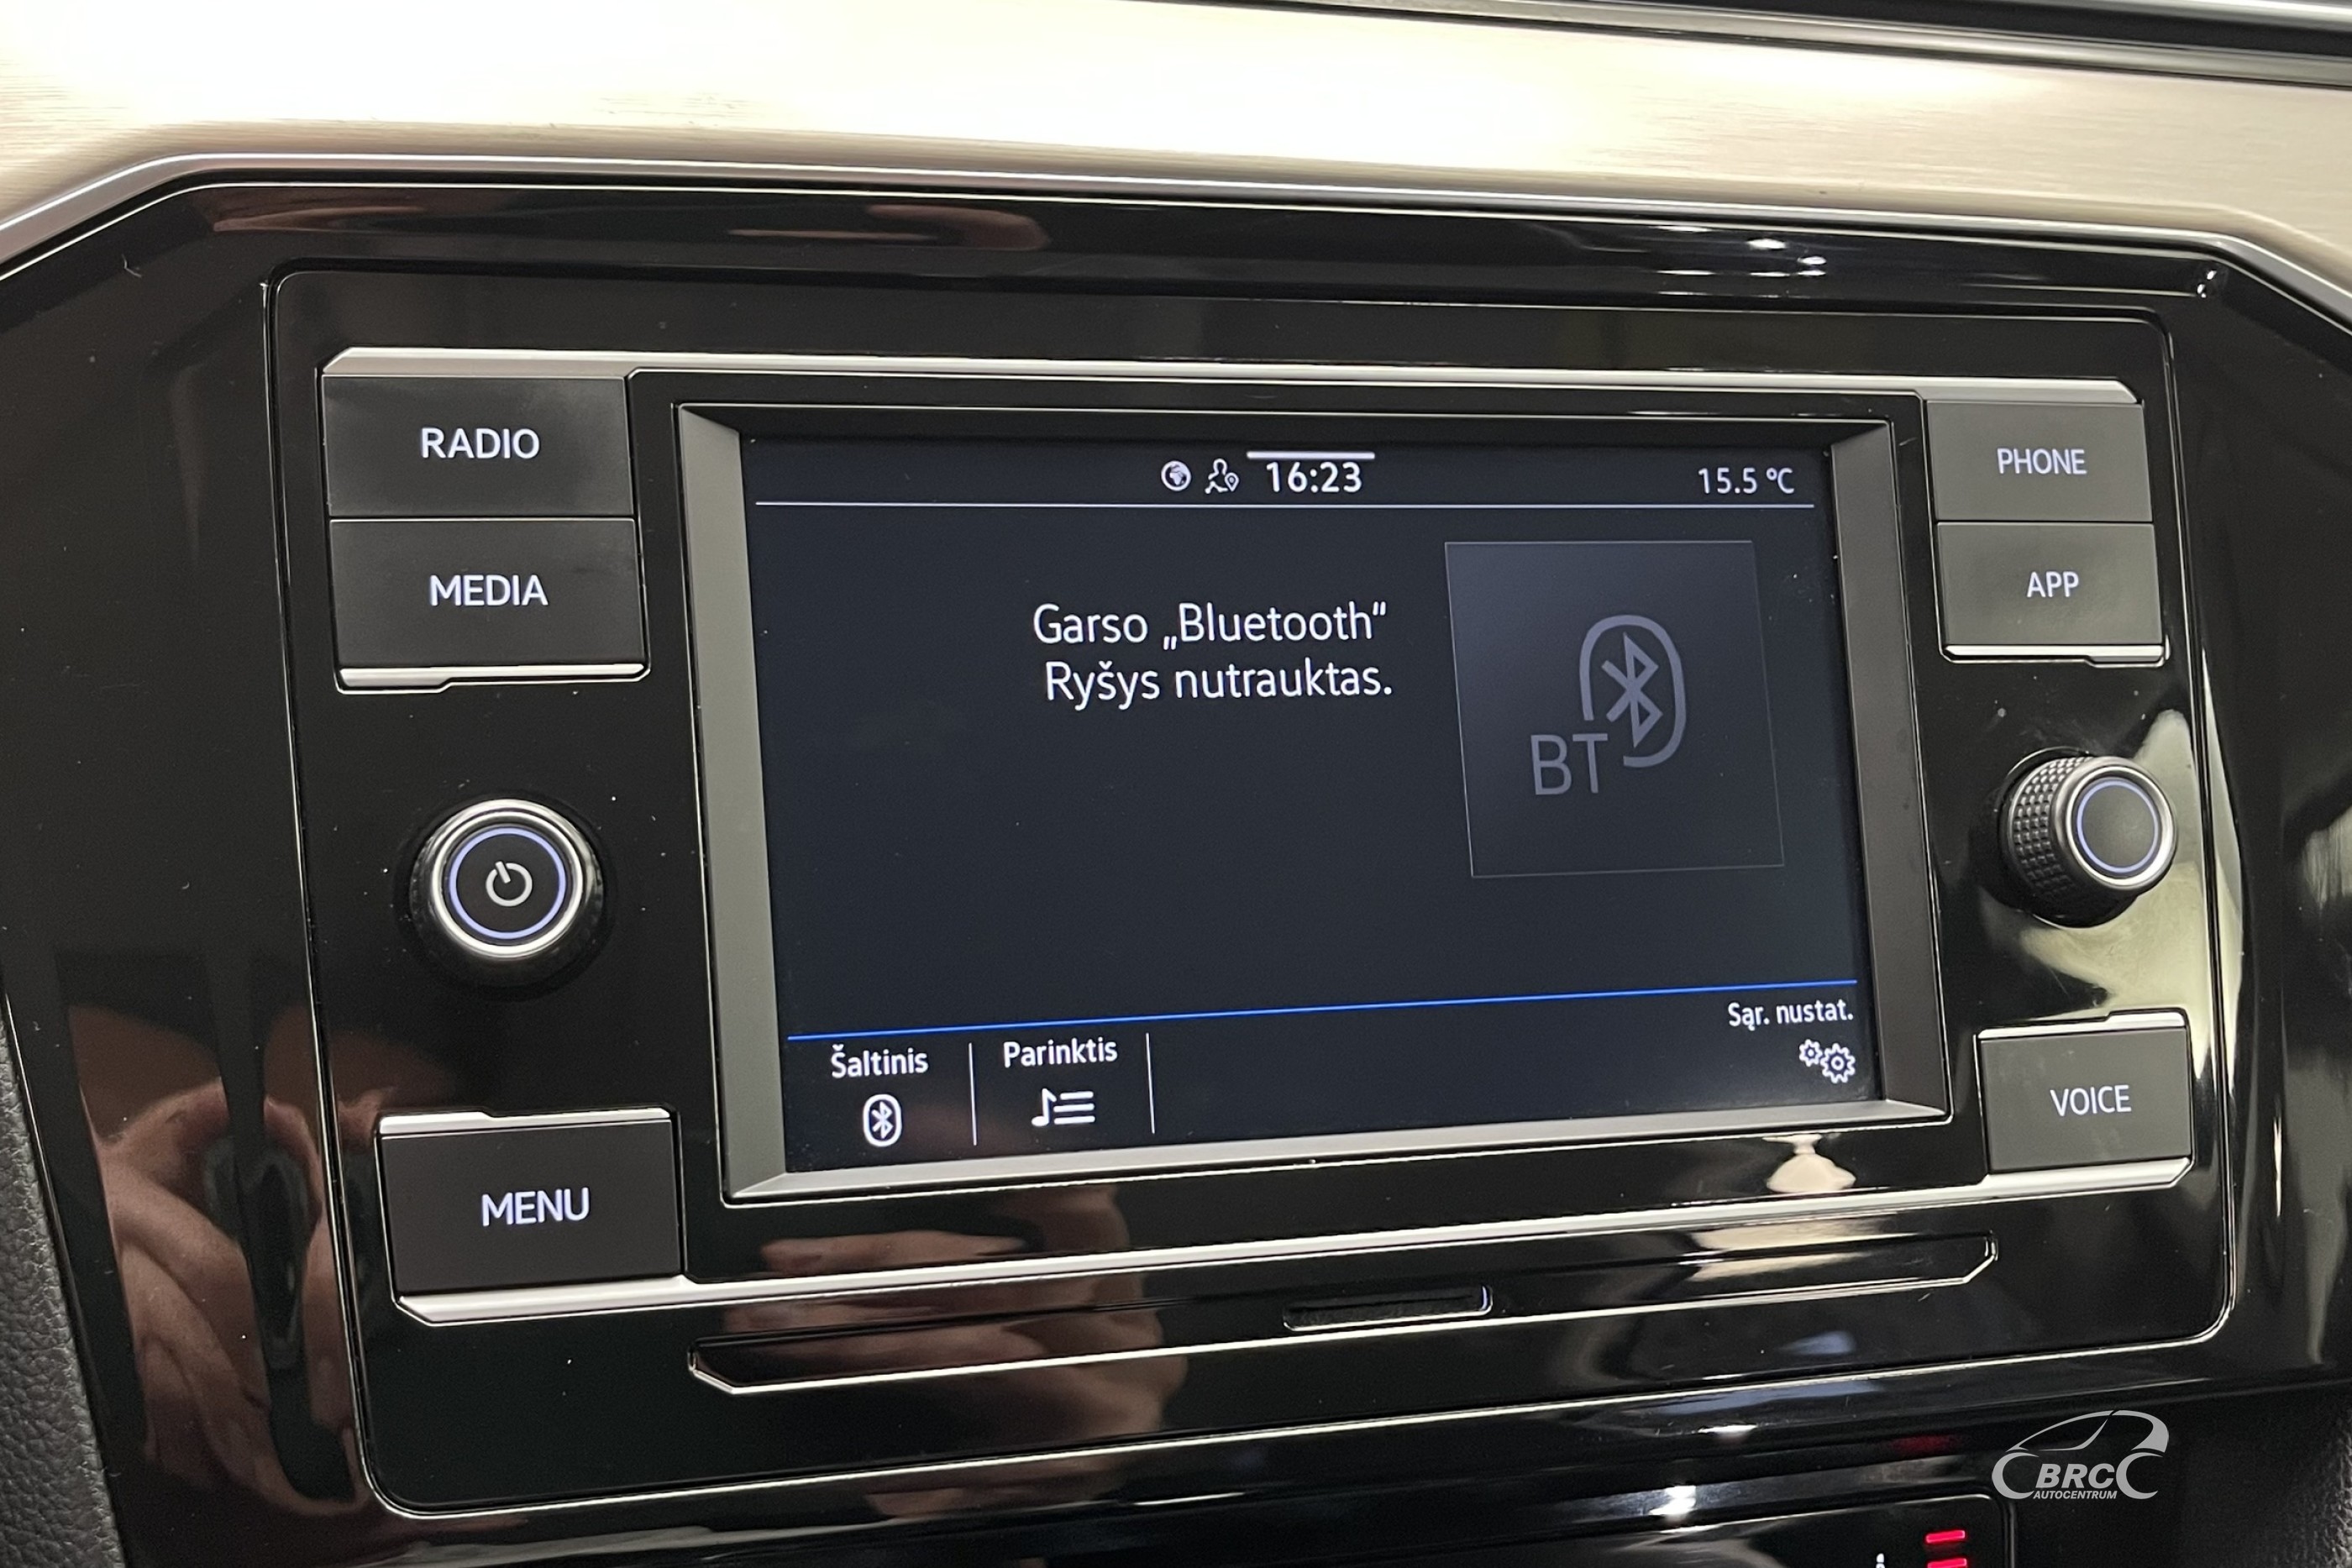 RADIO
MEDIA
MENU
16:23
15.5 °C
Garso „Bluetooth“
Ryšys nutrauktas.
BT
Šaltinis
Parinktis
Sąr. nustat.
PHONE
APP
VOICE
BRC
AUTOCENTRUM